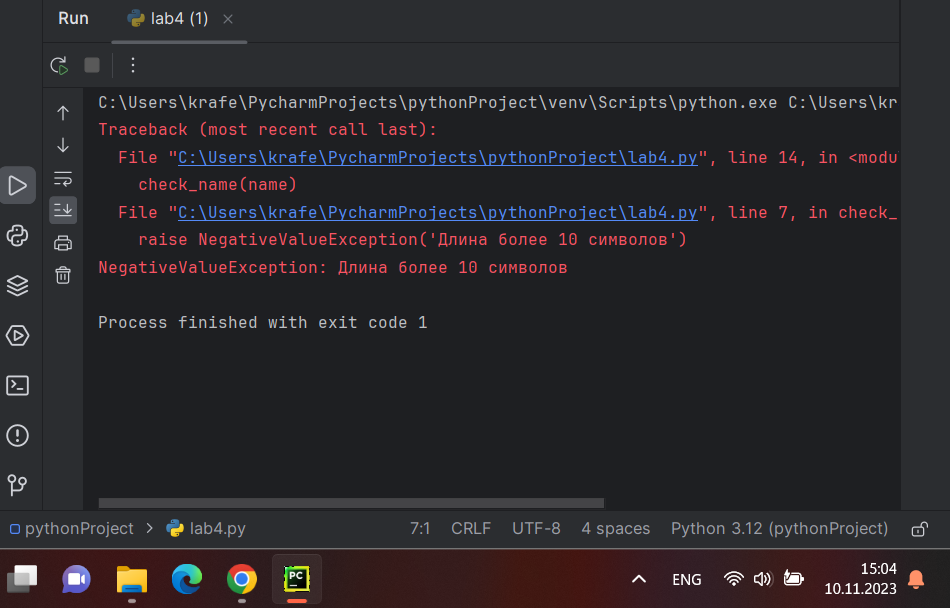 Run lab4 (1)
C:\Users\krafe\PycharmProjects\pythonProject\venv\Scripts\python.exe C:\Users\kr
Traceback (most recent call last):
File "C:\Users\krafe\PycharmProjects\pythonProject\lab4.py", line 14, in <modu
check_name(name)
File "C:\Users\krafe\PycharmProjects\pythonProject\lab4.py", line 7, in check_
raise NegativeValueException('Длина более 10 символов')
NegativeValueException: Длина более 10 символов
Process finished with exit code 1
pythonProject > lab4.py 7:1 CRLF UTF-8 4 spaces Python 3.12 (pythonProject)
PC ENG 15:04
10.11.2023